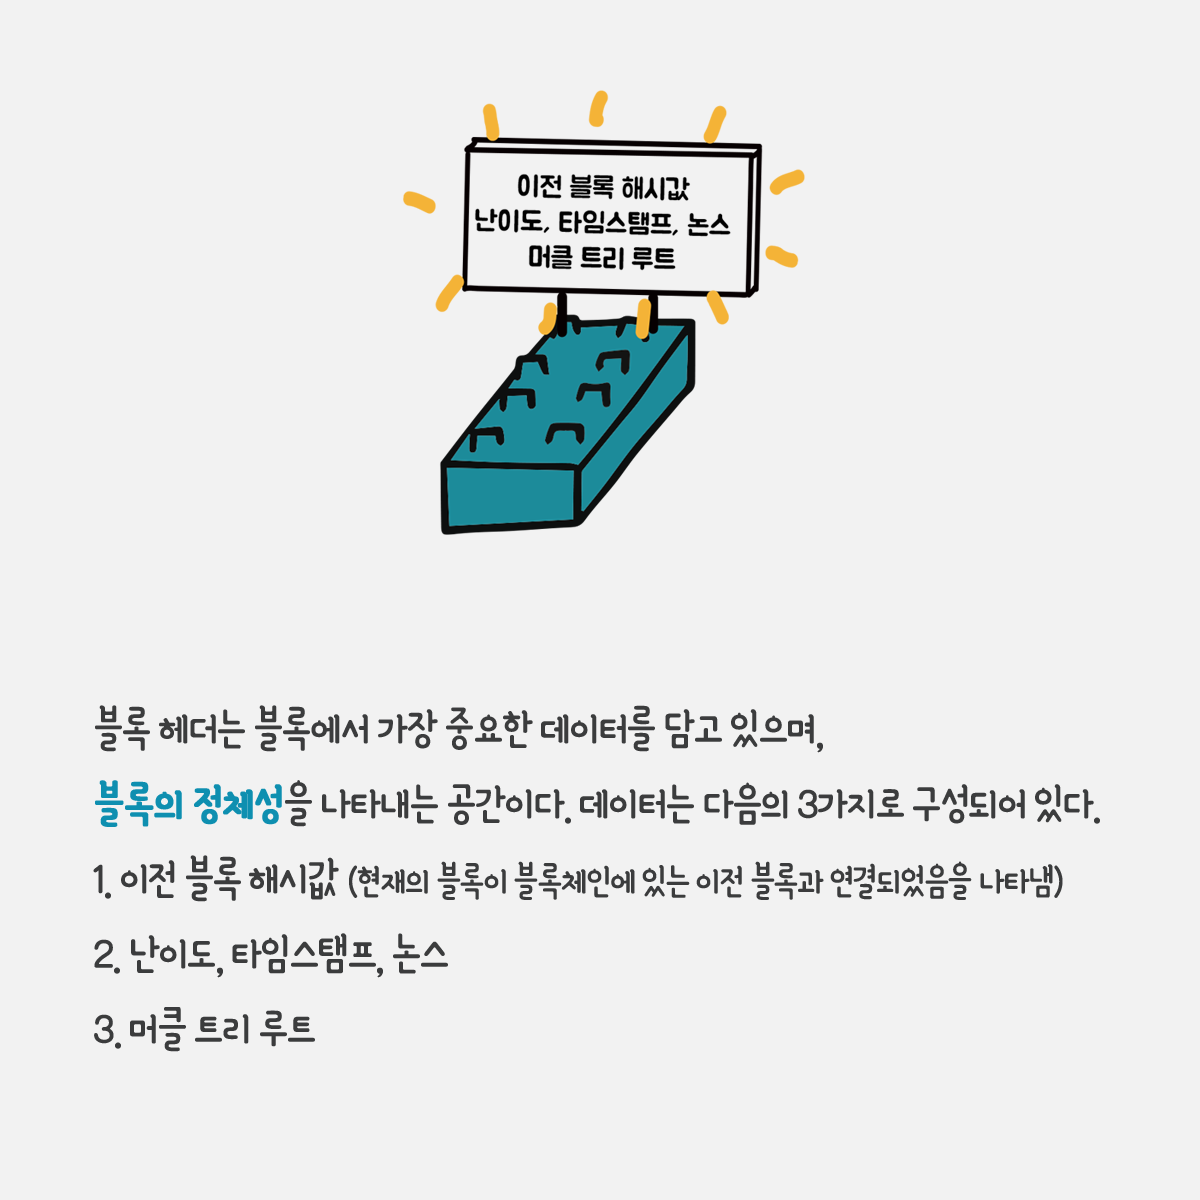 이전 블록 해시값
난이도, 타임스탬프, 논스
머클 트리 루트
블록 헤더는 블록에서 가장 중요한 데이터를 담고 있으며,
블록의 정체성을 나타내는 공간이다. 데이터는 다음의 3가지로 구성되어 있다.
1. 이전 블록 해시값 (현재의 블록이 블록체인에 있는 이전 블록과 연결되었음을 나타냄)
2. 난이도, 타임스탬프, 논스
3. 머클 트리 루트